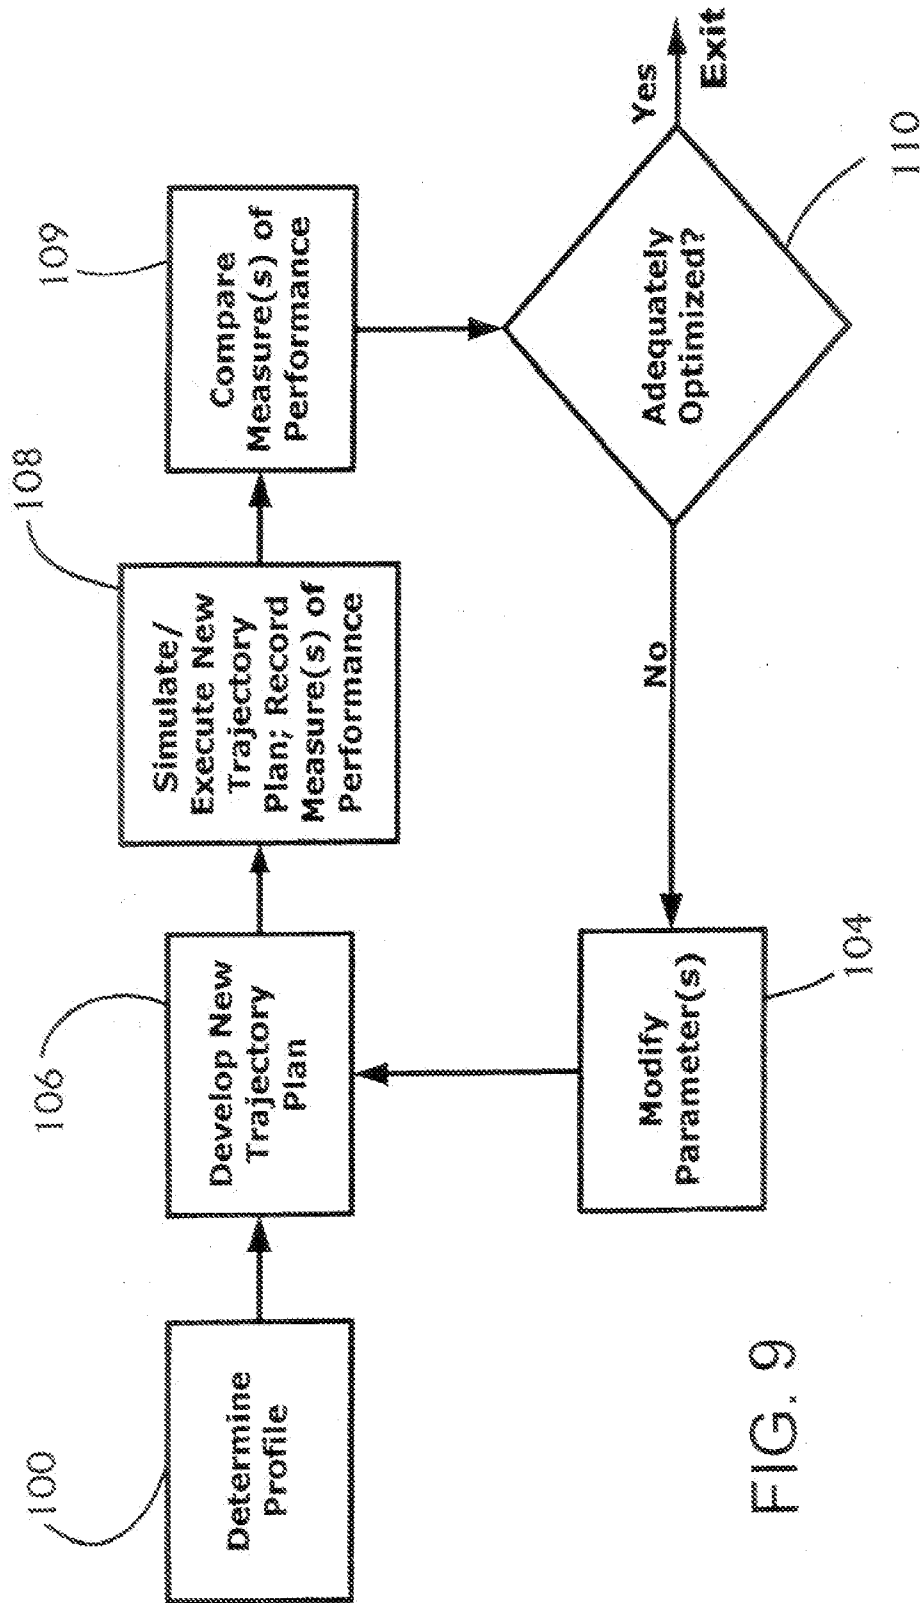 100
Determine
Profile
106
Develop New
Trajectory
Plan
108
Simulate/
Execute New
Trajectory
Plan; Record
Measure(s) of
Performance
109
Compare
Measure(s) of
Performance
Adequately
Optimized?
110
Yes
Exit
No
Modify
Parameter(s)
104
FIG. 9